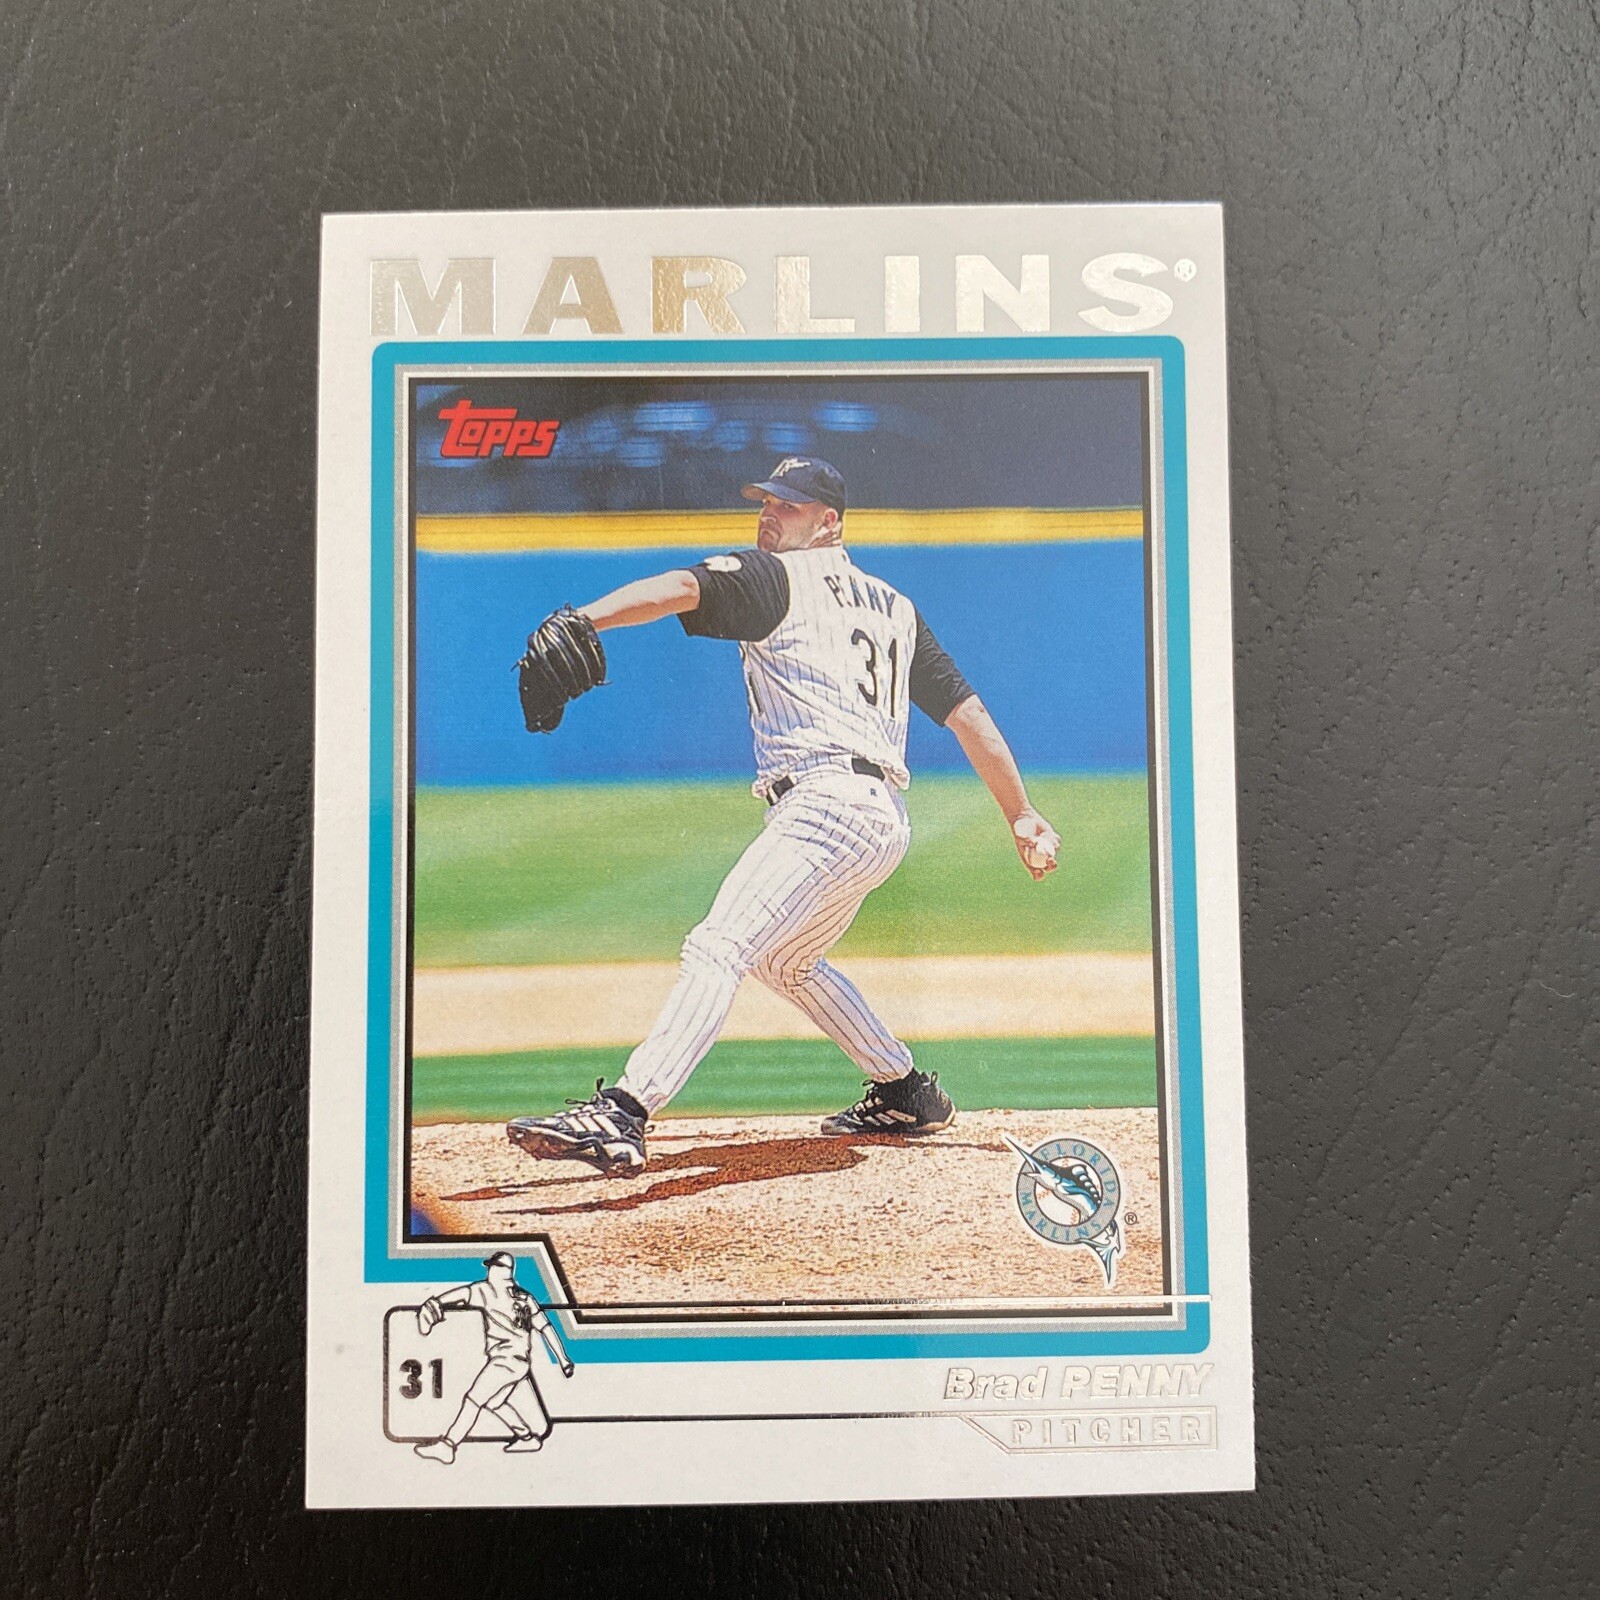 MARLINS®
Topps
PENNY
31
FLORIDA
MARLINS
®
31
Brad PENNY
PITCHER